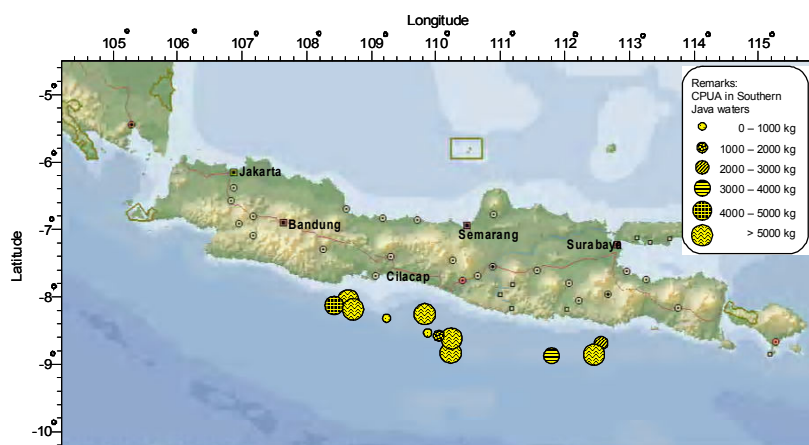 Longitude
105° 106° 107° 108° 109° 110° 111° 112° 113° 114° 115°
Latitude
-5°
-6°
-7°
-8°
-9°
-10°
Jakarta
Bandung
Semarang
Surabaya
Cilacap
Remarks:
CPUA in Southern
Java waters
0 – 1000 kg
1000 – 2000 kg
2000 – 3000 kg
3000 – 4000 kg
4000 – 5000 kg
> 5000 kg